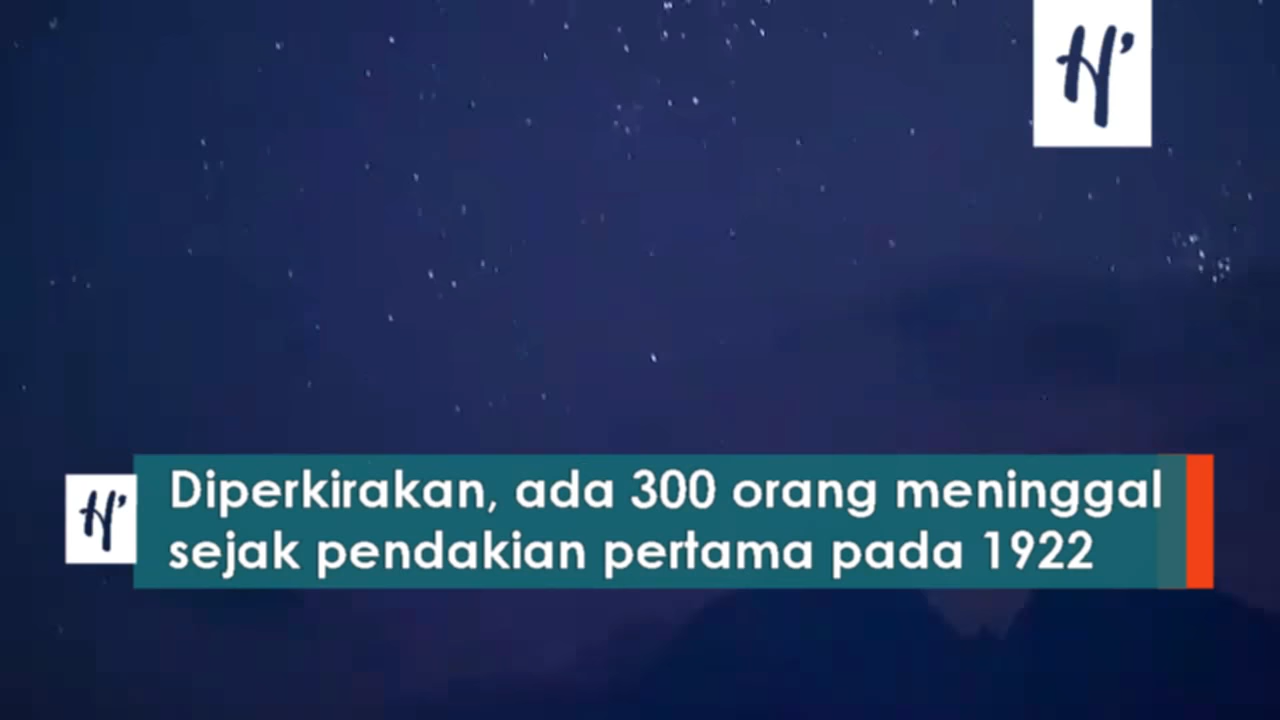 H'
H'
Diperkirakan, ada 300 orang meninggal
sejak pendakian pertama pada 1922